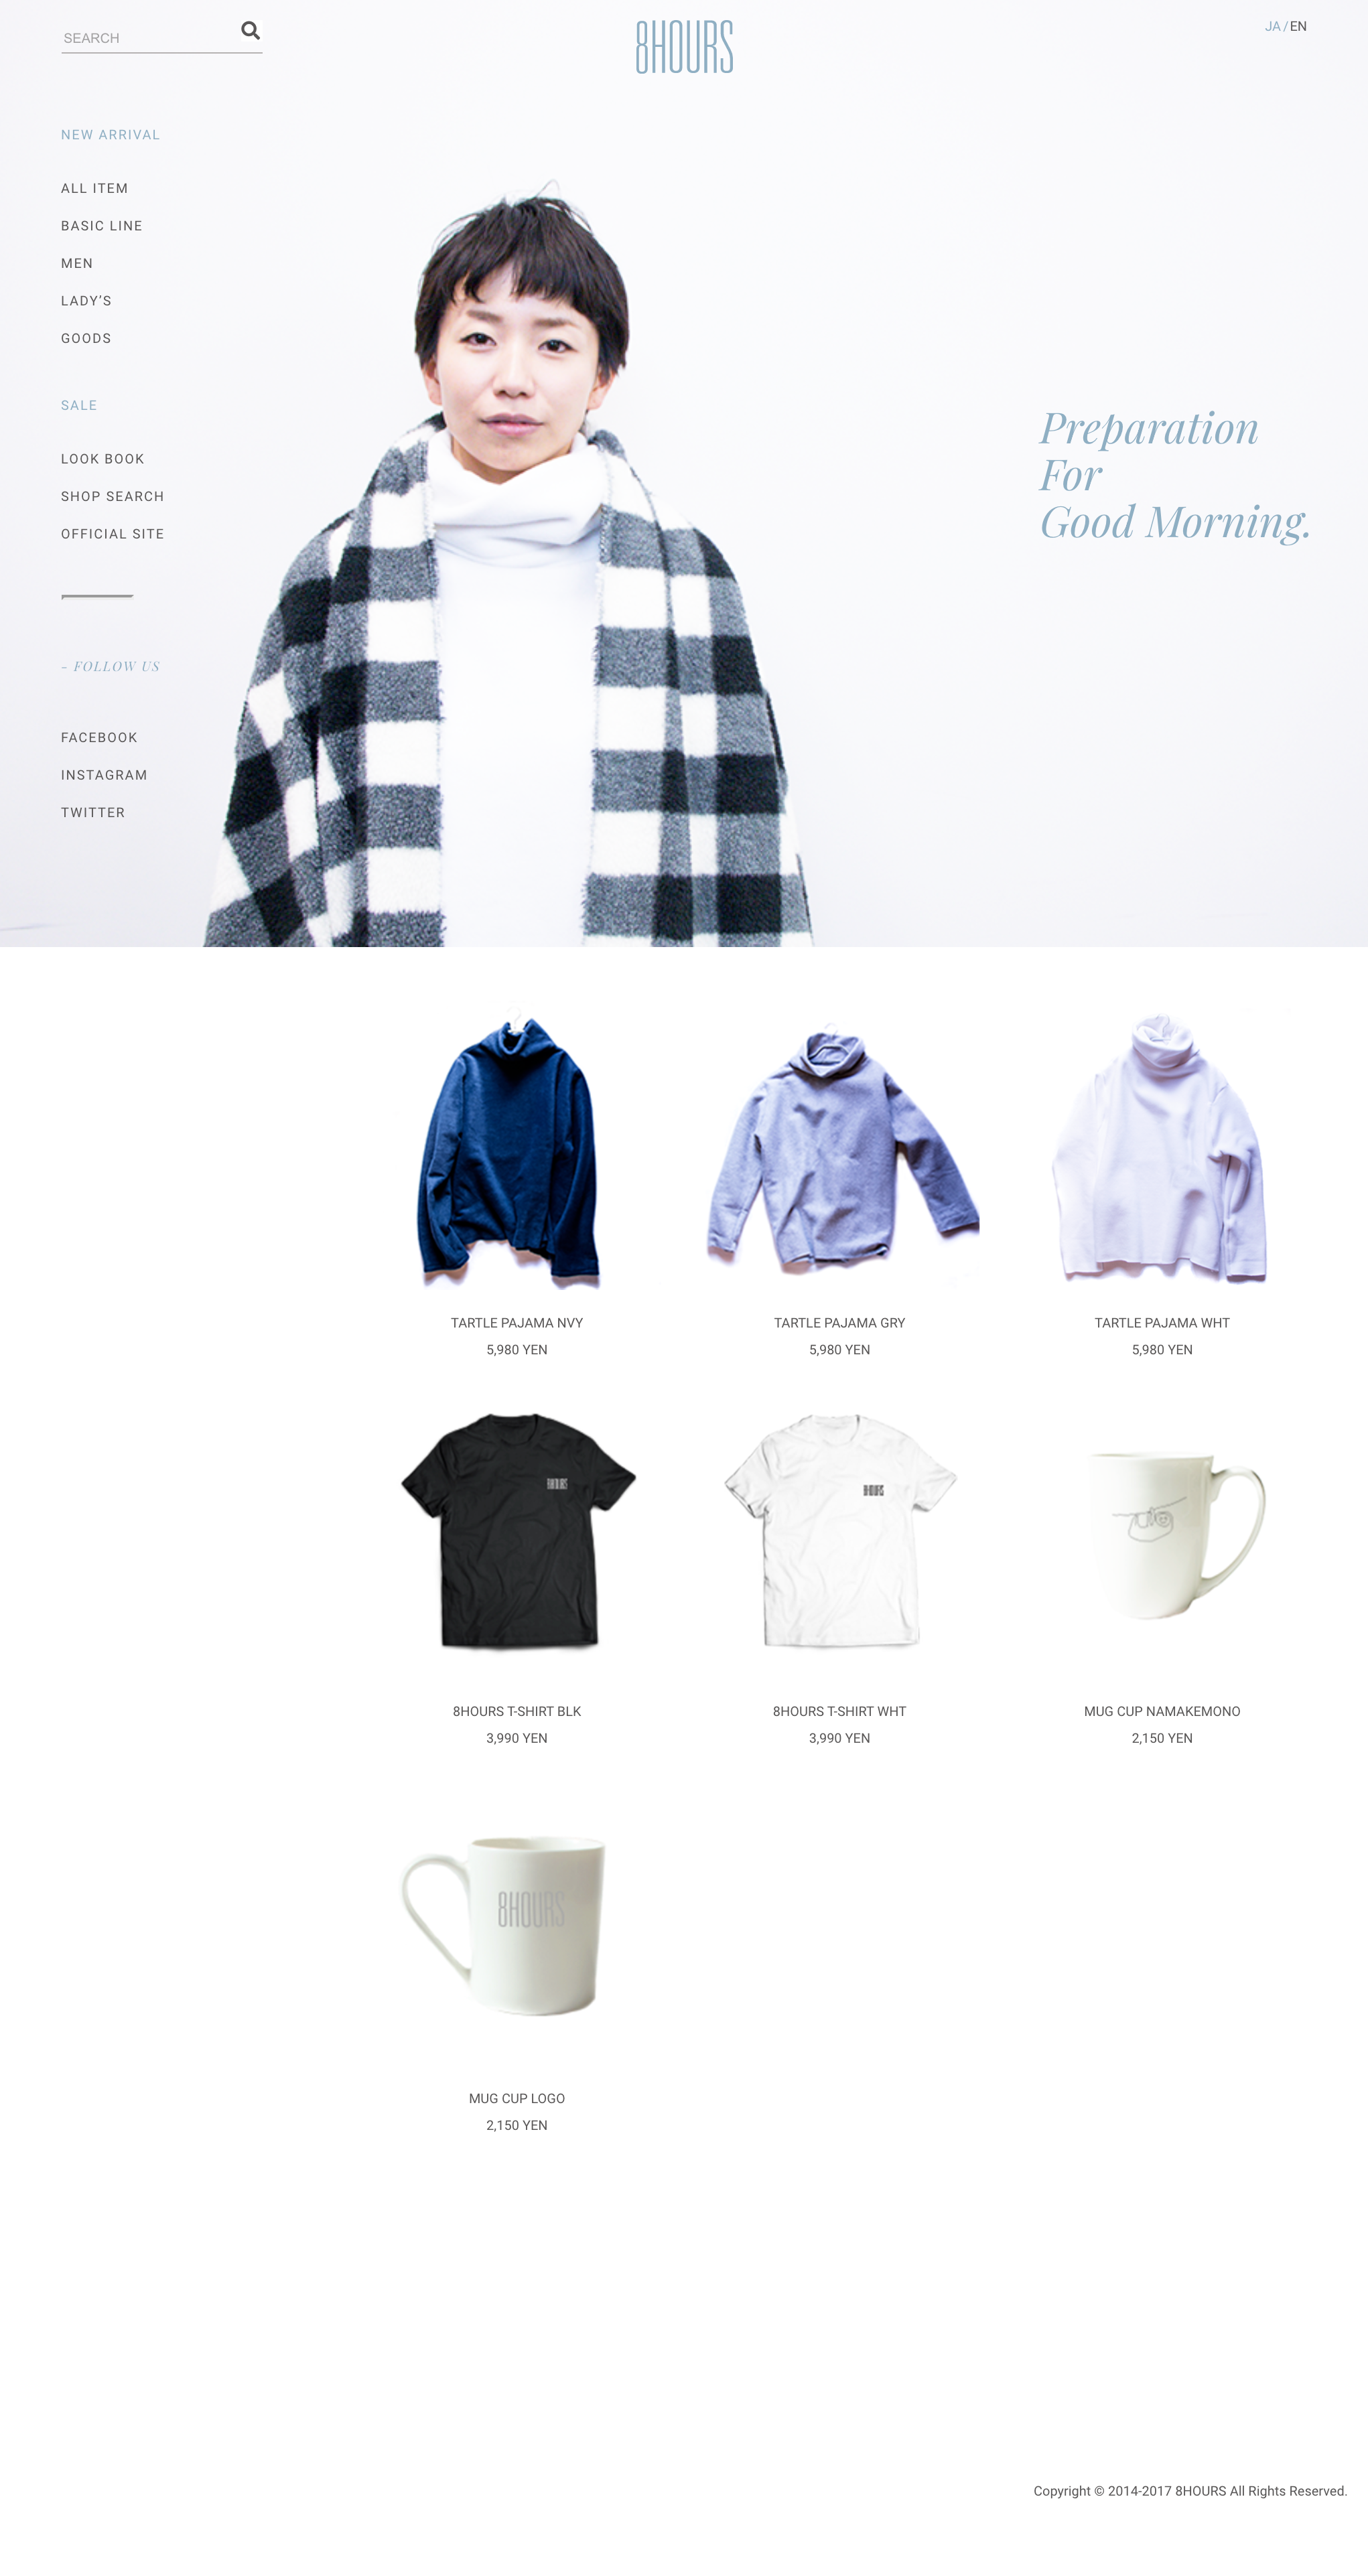 SEARCH
8HOURS
JA / EN
NEW ARRIVAL
ALL ITEM
BASIC LINE
MEN
LADY'S
GOODS
SALE
LOOK BOOK
SHOP SEARCH
OFFICIAL SITE
- FOLLOW US
FACEBOOK
INSTAGRAM
TWITTER
Preparation
For
Good Morning.
TARTLE PAJAMA NVY
5,980 YEN
TARTLE PAJAMA GRY
5,980 YEN
TARTLE PAJAMA WHT
5,980 YEN
8HOURS
8HOURS T-SHIRT BLK
3,990 YEN
8HOURS
8HOURS T-SHIRT WHT
3,990 YEN
MUG CUP NAMAKEMONO
2,150 YEN
8HOURS
MUG CUP LOGO
2,150 YEN
Copyright © 2014-2017 8HOURS All Rights Reserved.